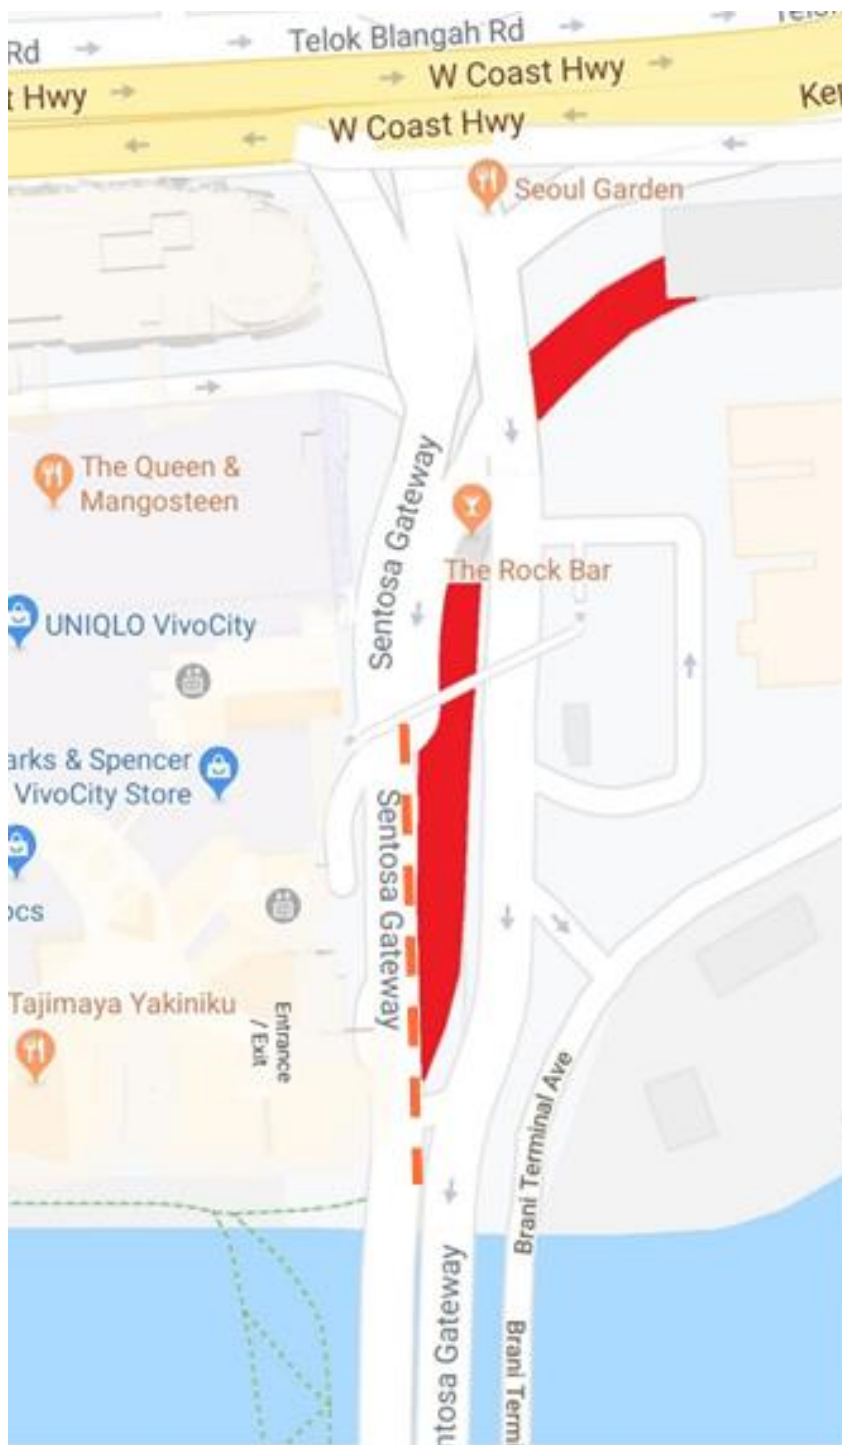 Telok Blangah Rd
Rd
W Coast Hwy
t Hwy
Ke
W Coast Hwy
Seoul Garden
Sentosa Gateway
The Queen &
Mangosteen
The Rock Bar
UNIQLO VivoCity
arks & Spencer
VivoCity Store
Sentosa Gateway
ocs
Tajimaya Yakiniku
Entrance
/ Exit
Brani Terminal Ave
ntosa Gateway
Brani Term